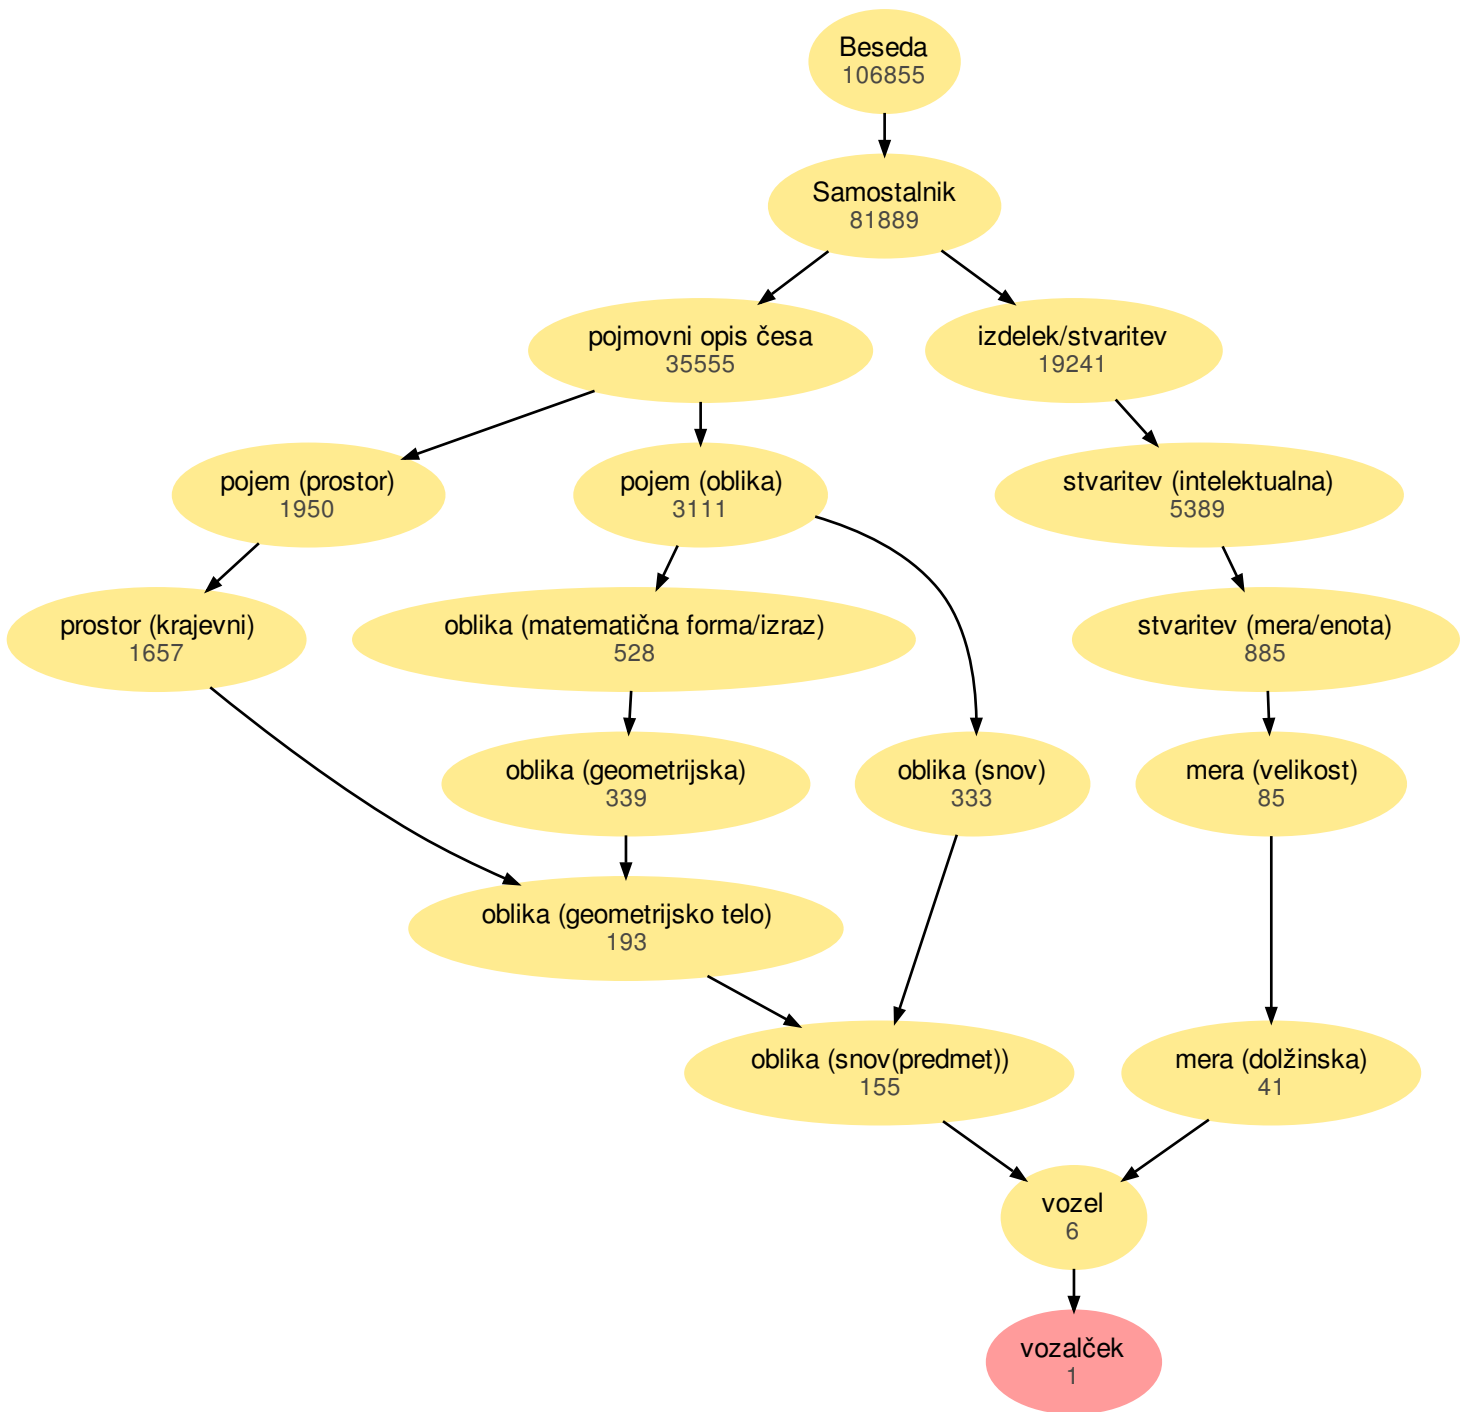 Beseda
106855
Samostalnik
81889
pojmovni opis česa
35555
izdelek/stvaritev
19241
pojem (prostor)
1950
pojem (oblika)
3111
stvaritev (intelektualna)
5389
prostor (krajevni)
1657
oblika (matematična forma/izraz)
528
stvaritev (mera/enota)
885
oblika (geometrijska)
339
oblika (snov)
333
mera (velikost)
85
oblika (geometrijsko telo)
193
oblika (snov(predmet))
155
mera (dolžinska)
41
vozel
6
vozalček
1